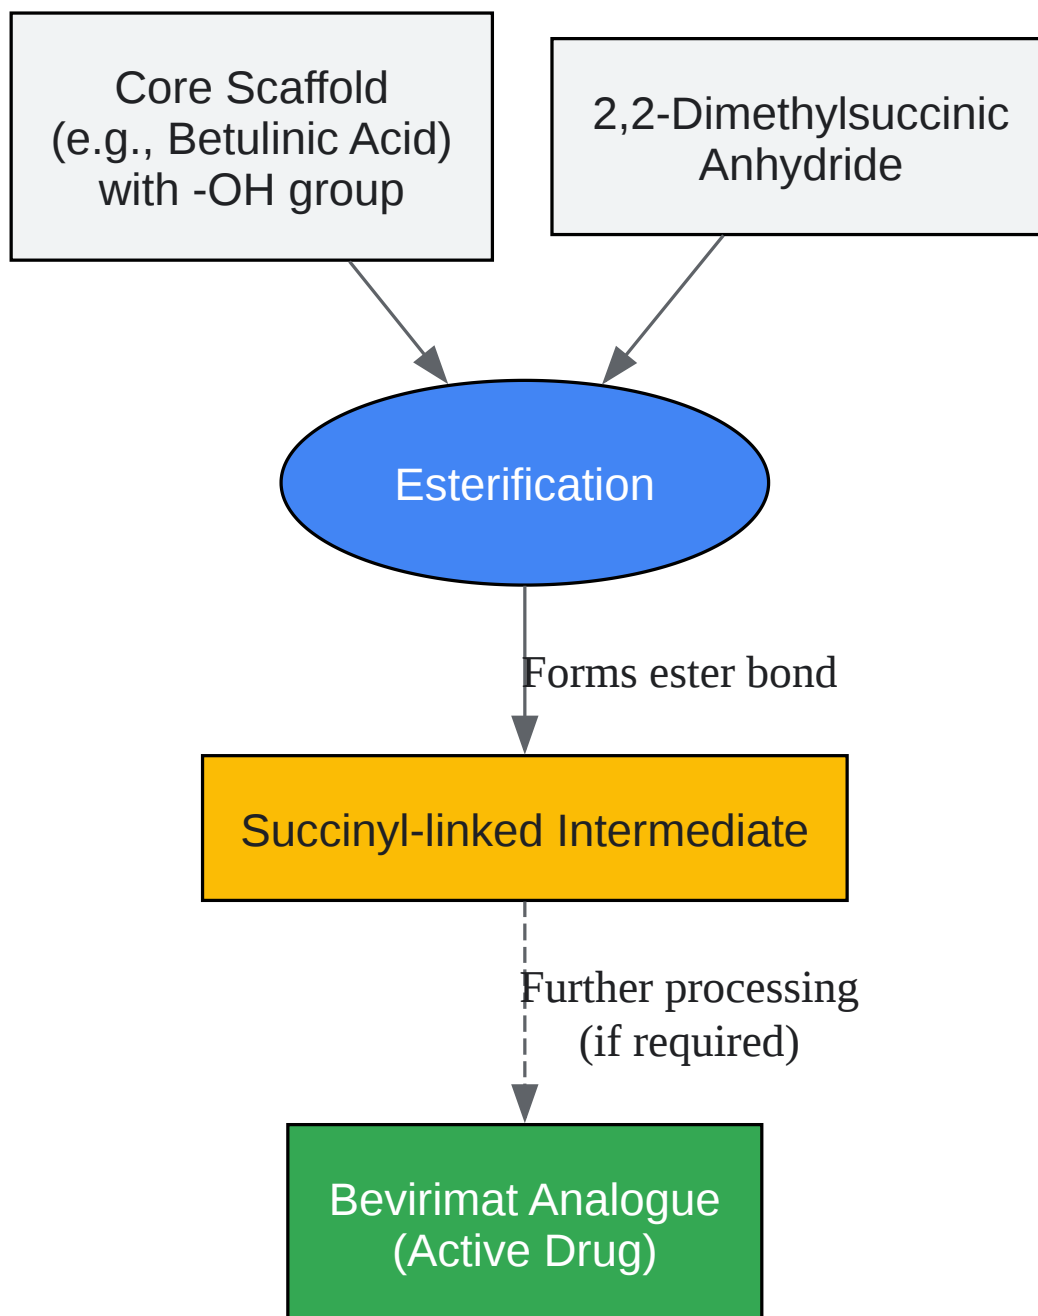 Core Scaffold
(e.g., Betulinic Acid)
with -OH group
2,2-Dimethylsuccinic
Anhydride
Esterification
Forms ester bond
Succinyl-linked Intermediate
Further processing
(if required)
Bevirimat Analogue
(Active Drug)